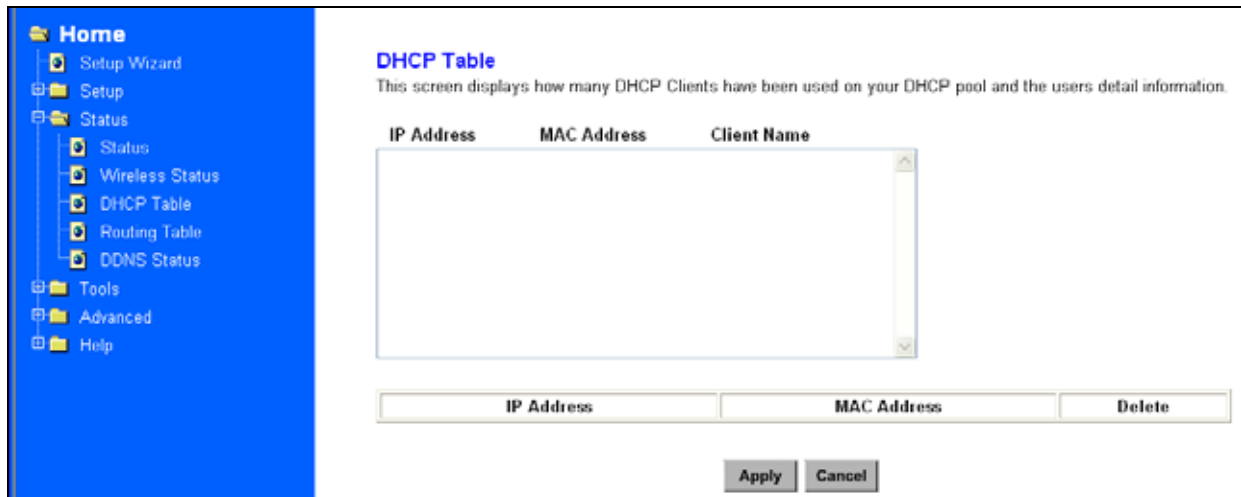 Home
Setup Wizard
Setup
Status
Status
Wireless Status
DHCP Table
Routing Table
DDNS Status
Tools
Advanced
Help
DHCP Table
This screen displays how many DHCP Clients have been used on your DHCP pool and the users detail information.
IP Address MAC Address Client Name
IP Address MAC Address Delete
Apply Cancel